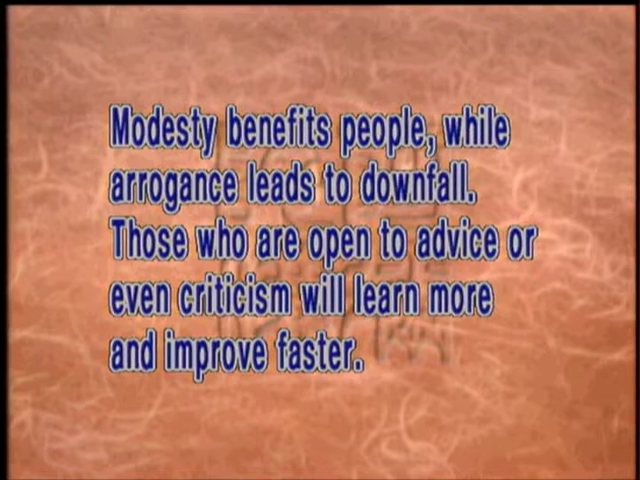 Modesty benefits people, while
arrogance leads to downfall.
Those who are open to advice or
even criticism will learn more
and improve faster.